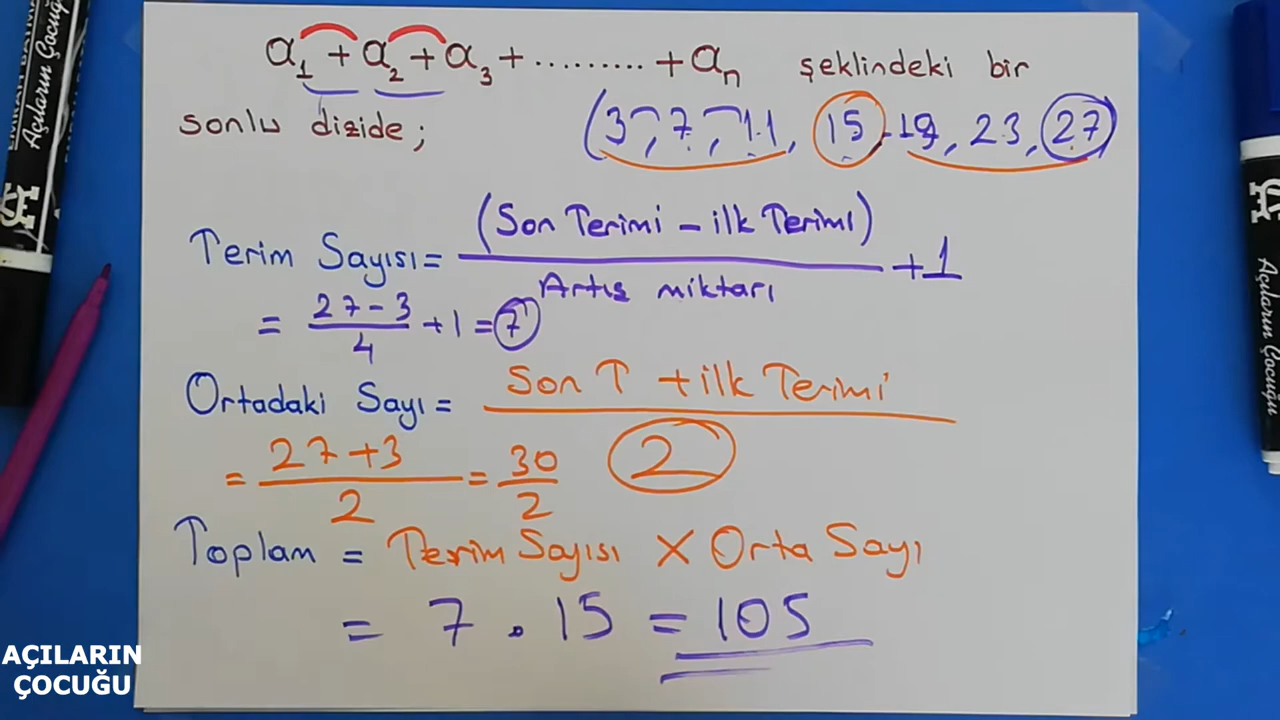 a₁ + a₂ + a₃ + ......... + aₙ şeklindeki bir
sonlu dizide;
(3, 7, 11, 15, 19, 23, 27)
Terim Sayısı = (Son Terimi - ilk Terimi) / Artış miktarı + 1
= 27-3 / 4 + 1 = 7
Ortadaki Sayı = Son T + ilk Terimi / 2
= 27+3 / 2 = 30 / 2
Toplam = Terim Sayısı X Orta Sayı
= 7 . 15 = 105
AÇILARIN
ÇOCUĞU
Açıların Çocuğu
Açıların Çocuğu